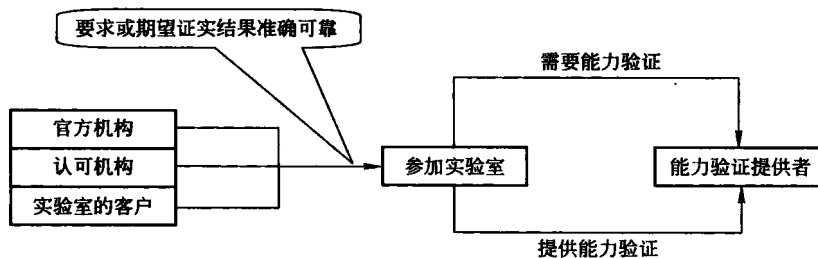 要求或期望证实结果准确可靠
需要能力验证
官方机构
认可机构
参加实验室
能力验证提供者
实验室的客户
提供能力验证